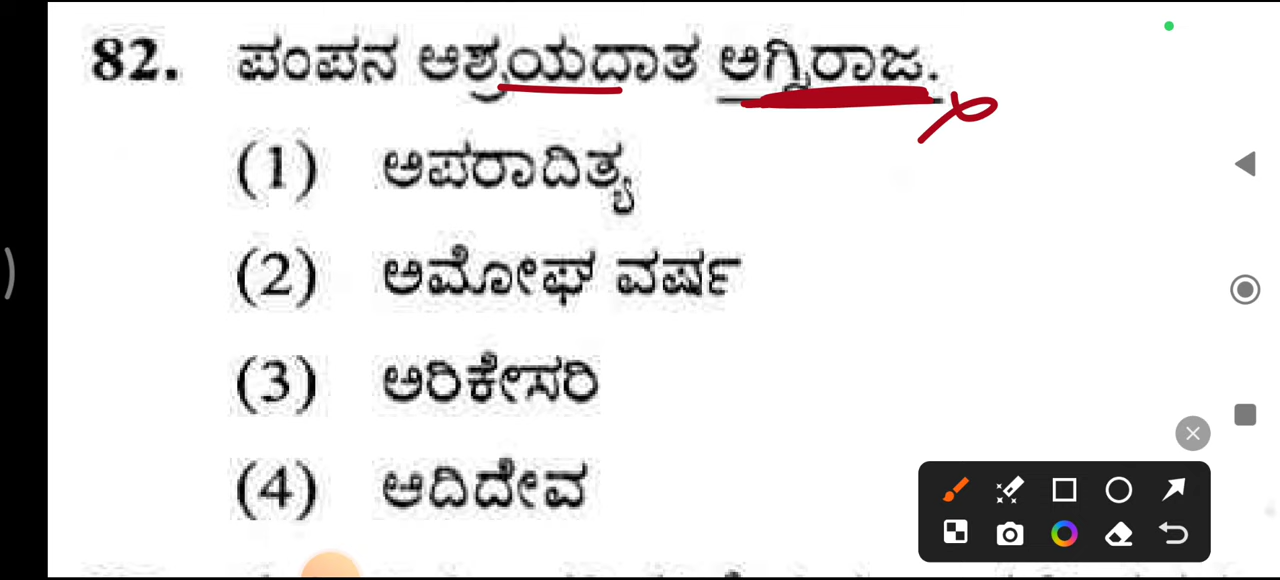 82. ಪಂಪನ ಆಶ್ರಯದಾತ ಅಗ್ನಿರಾಜ.
(1) ಅಪರಾದಿತ್ಯ
(2) ಅಮೋಘ ವರ್ಷ
(3) ಅರಿಕೇಸರಿ
(4) ಆದಿದೇವ